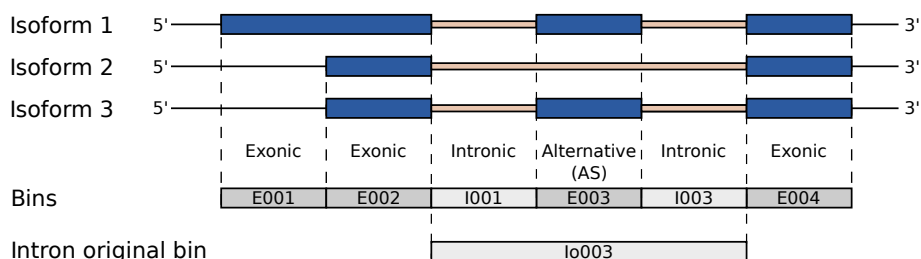 Isoform 1 5' 3'
Isoform 2 5' 3'
Isoform 3 5' 3'
Exonic Exonic Intronic Alternative (AS) Intronic Exonic
Bins E001 E002 I001 E003 I003 E004
Intron original bin Io003